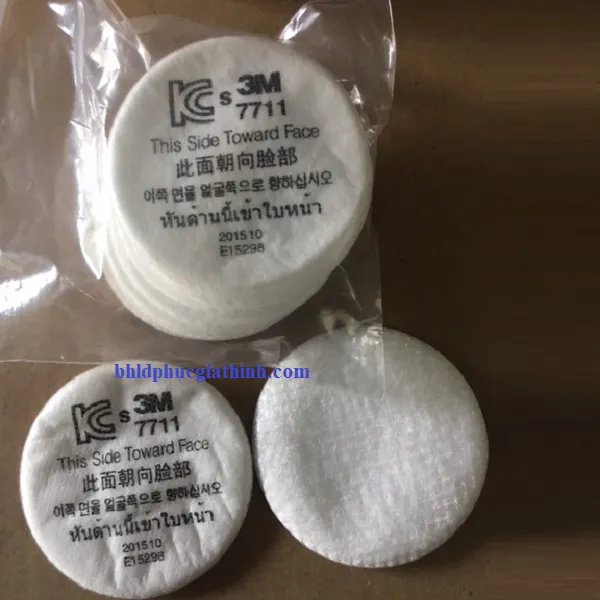 KCs 3M
7711
This Side Toward Face
此面朝向脸部
이쪽 면을 얼굴쪽으로 향하십시오
หันด้านนี้เข้าใบหน้า
201510
E15298
bhldphucgiathinh.com
KCs 3M
7711
This Side Toward Face
此面朝向脸部
이쪽 면을 얼굴쪽으로 향하십시오
หันด้านนี้เข้าใบหน้า
201510
E15298